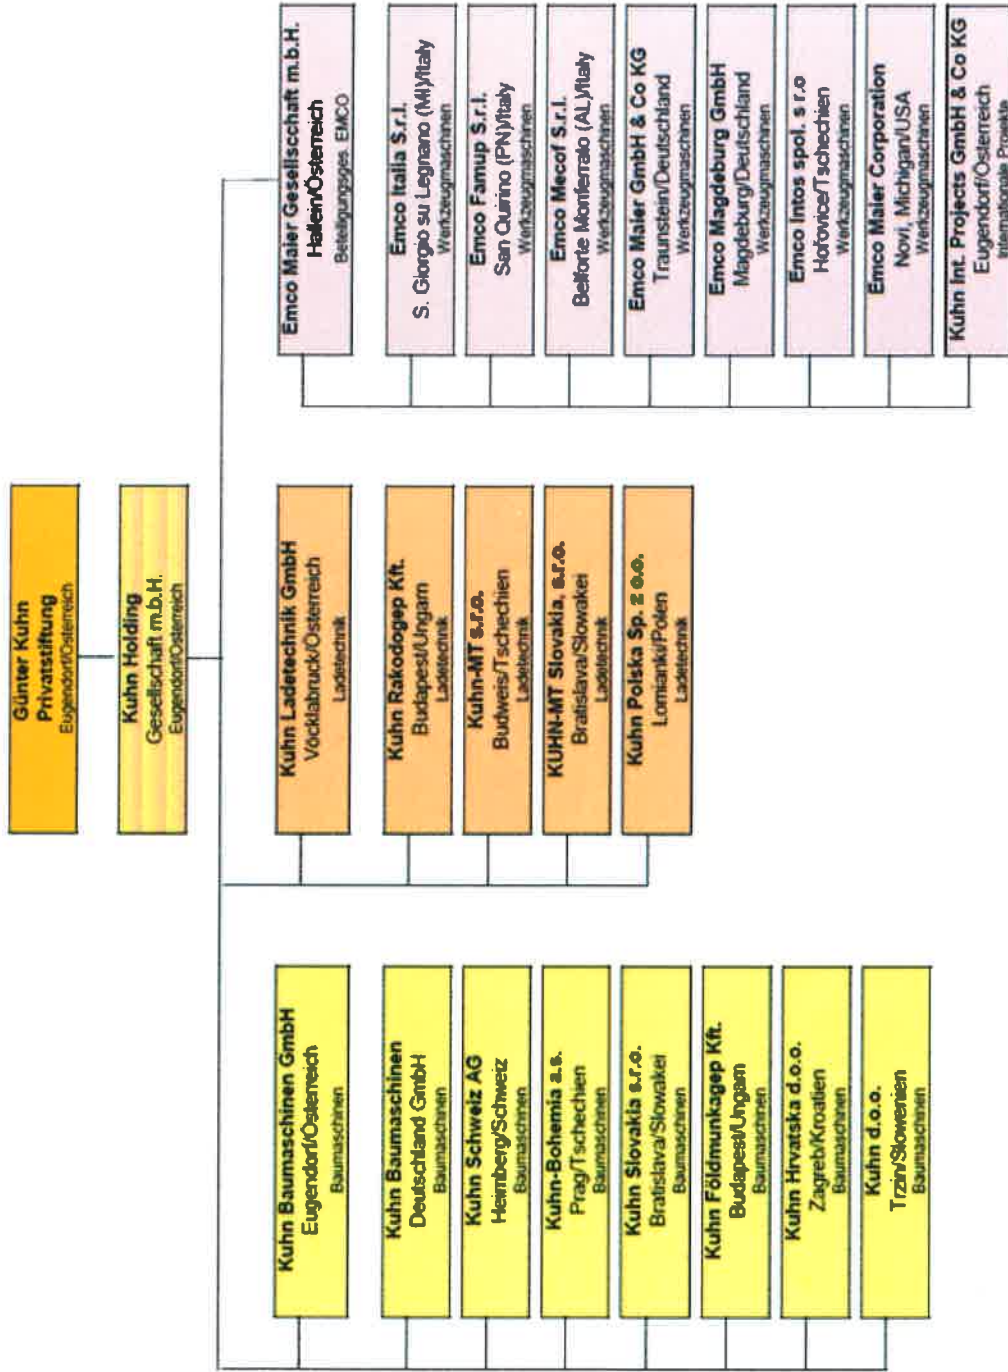 Günter Kuhn
Privatstiftung
Eugendorf/Österreich
Kuhn Holding
Gesellschaft m.b.H.
Eugendorf/Österreich
Kuhn Baumaschinen GmbH
Eugendorf/Österreich
Baumaschinen
Kuhn Baumaschinen
Deutschland GmbH
Baumaschinen
Kuhn Schweiz AG
Heimberg/Schweiz
Baumaschinen
Kuhn-Bohemia a.s.
Prag/Tschechien
Baumaschinen
Kuhn Slovakia s.r.o.
Bratislava/Slowakei
Baumaschinen
Kuhn Földmunkagep Kft.
Budapest/Ungarn
Baumaschinen
Kuhn Hrvatska d.o.o.
Zagreb/Kroatien
Baumaschinen
Kuhn d.o.o.
Trzin/Slowenien
Baumaschinen
Kuhn Ladetechnik GmbH
Vöcklabruck/Österreich
Ladetechnik
Kuhn Rakodogep Kft.
Budapest/Ungarn
Ladetechnik
Kuhn-MT s.r.o.
Budweis/Tschechien
Ladetechnik
KUHN-MT Slovakia, s.r.o.
Bratislava/Slowakei
Ladetechnik
Kuhn Polska Sp. z o.o.
Lomianki/Polen
Ladetechnik
Emco Maier Gesellschaft m.b.H.
Hallein/Österreich
Beteiligungsges. EMCO
Emco Italia S.r.l.
S. Giorgio su Legnano (MI)/Italy
Werkzeugmaschinen
Emco Famup S.r.l.
San Quirino (PN)/Italy
Werkzeugmaschinen
Emco Mecof S.r.l.
Belforte Monferrato (AL)/Italy
Werkzeugmaschinen
Emco Maier GmbH & Co KG
Traunstein/Deutschland
Werkzeugmaschinen
Emco Magdeburg GmbH
Magdeburg/Deutschland
Werkzeugmaschinen
Emco Intos spol. s r.o
Hořovice/Tschechien
Werkzeugmaschinen
Emco Maier Corporation
Novi, Michigan/USA
Werkzeugmaschinen
Kuhn Int. Projects GmbH & Co KG
Eugendorf/Österreich
Internationale Projekte